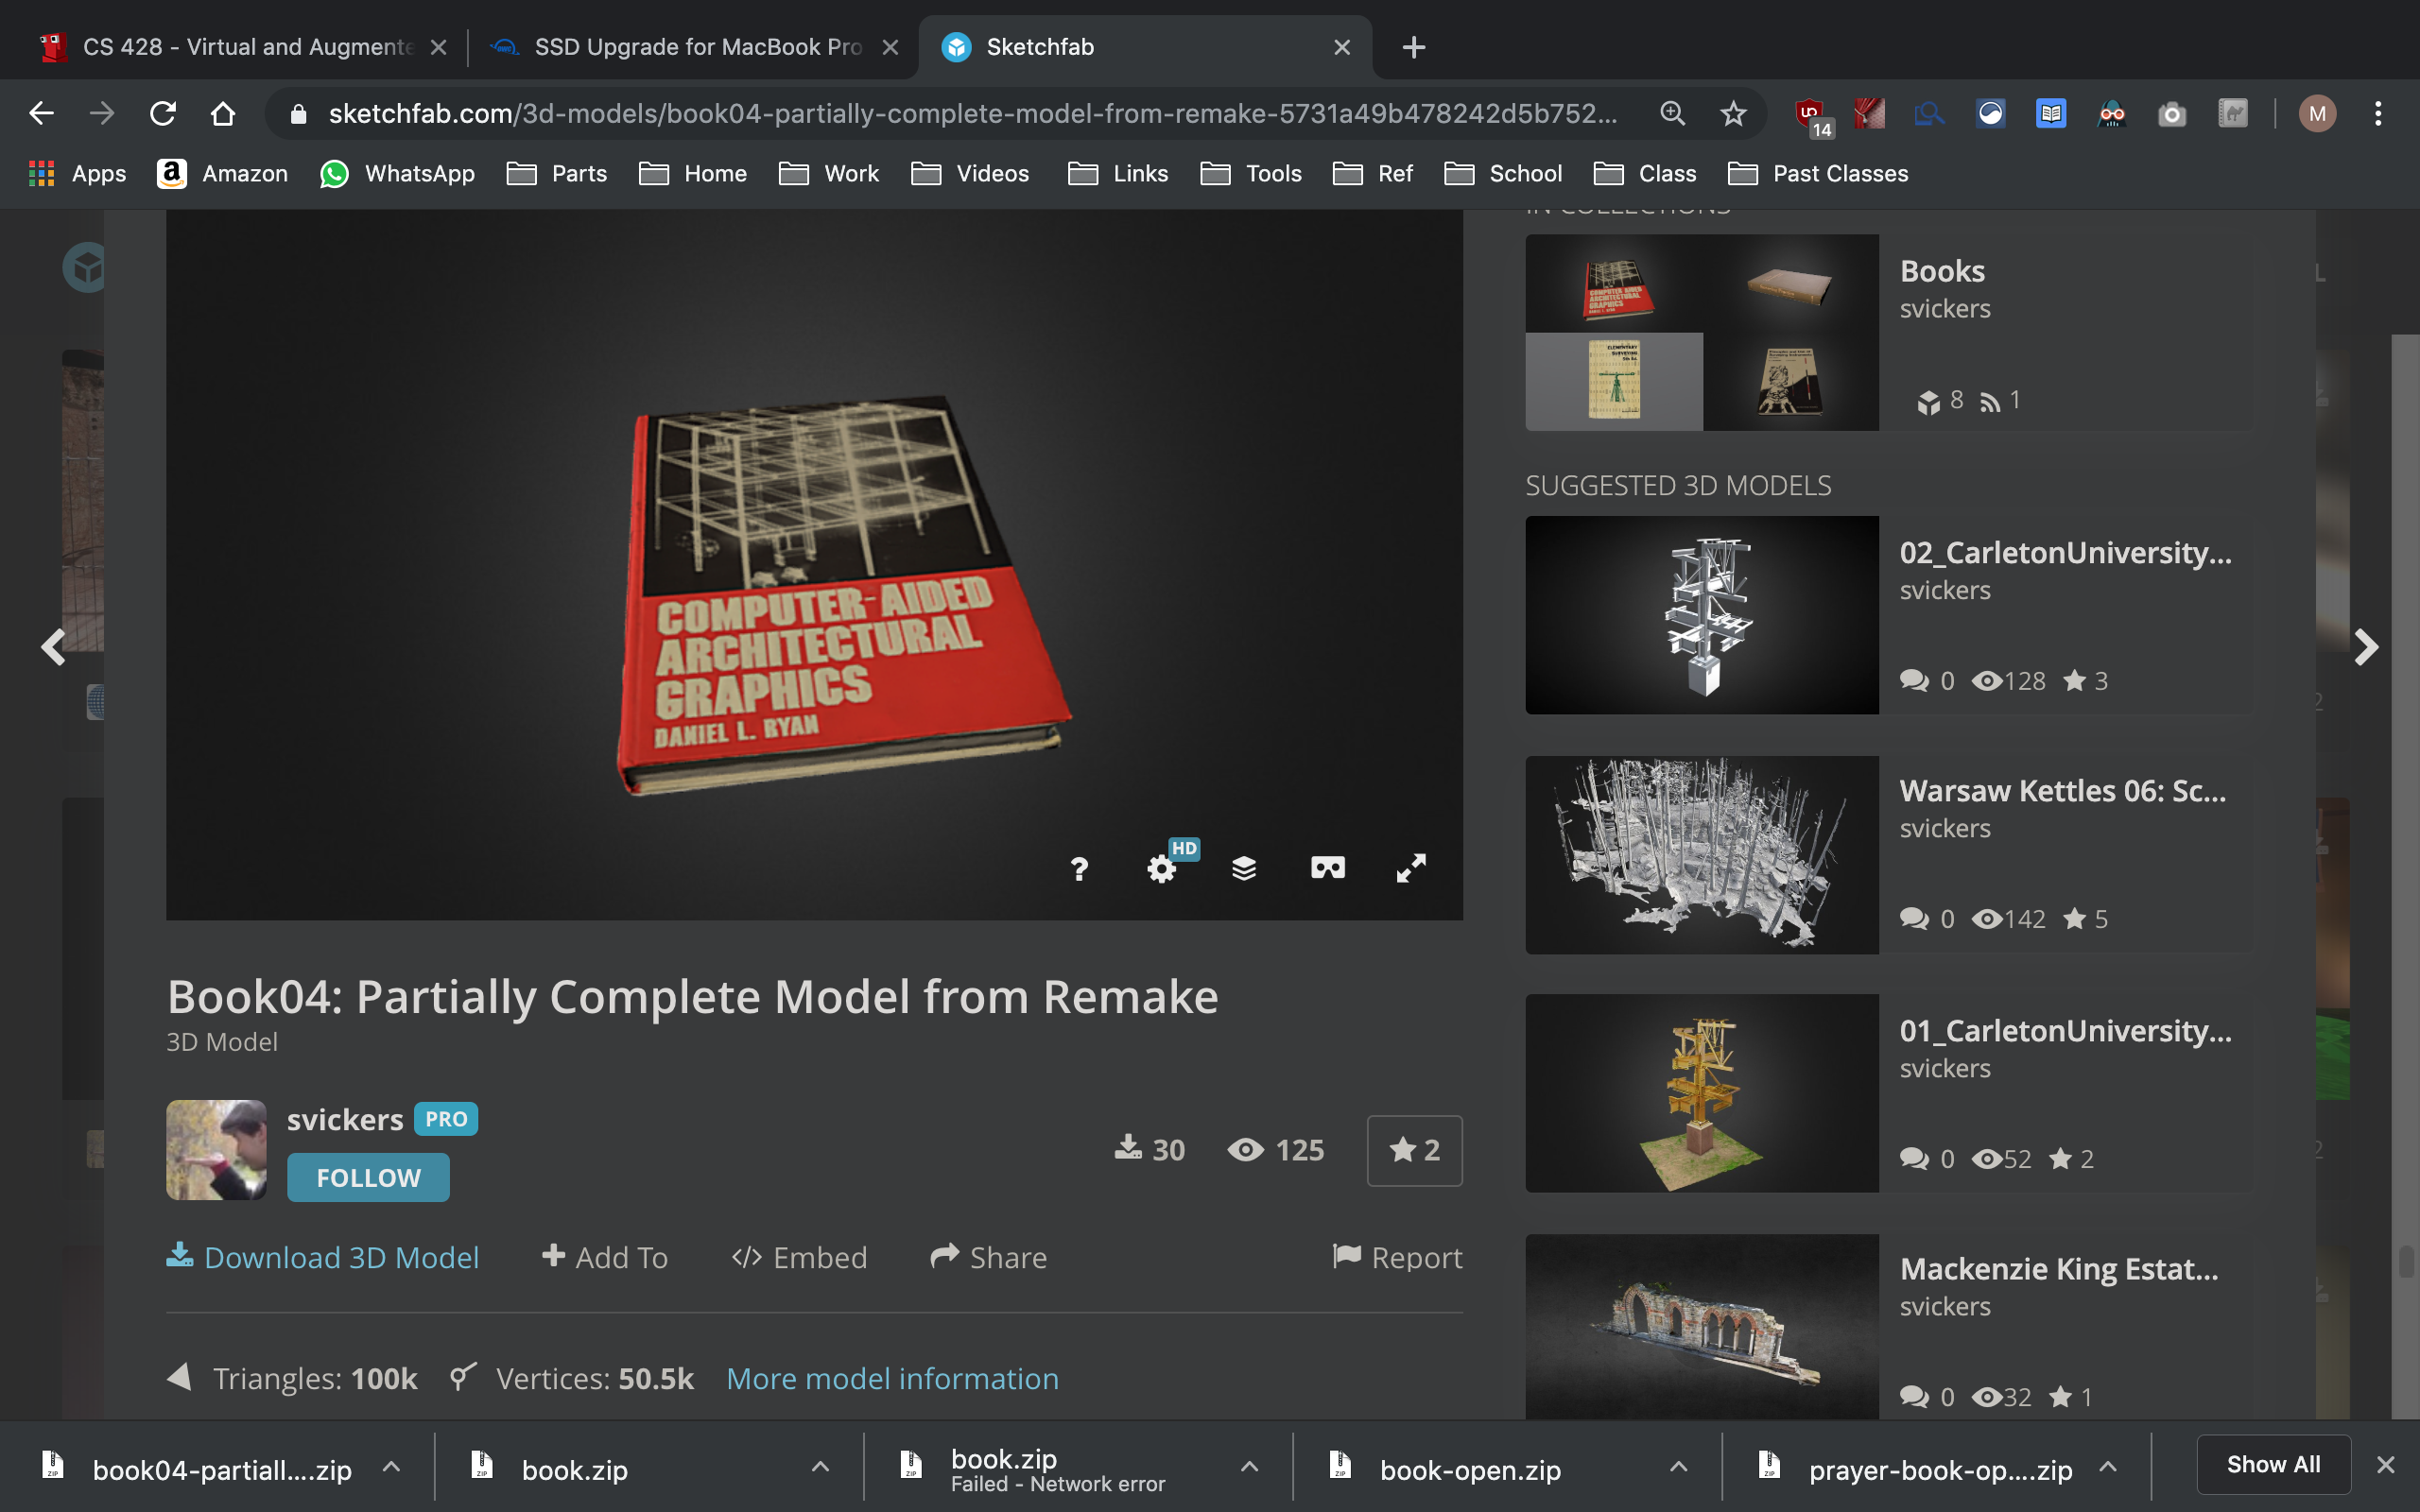 CS 428 - Virtual and Augmente
SSD Upgrade for MacBook Pro
Sketchfab
sketchfab.com/3d-models/book04-partially-complete-model-from-remake-5731a49b478242d5b752...
14
M
Apps
Amazon
WhatsApp
Parts
Home
Work
Videos
Links
Tools
Ref
School
Class
Past Classes
COMPUTER-AIDED
ARCHITECTURAL
GRAPHICS
DANIEL L. RYAN
HD
Book04: Partially Complete Model from Remake
3D Model
svickers PRO
FOLLOW
30
125
2
Download 3D Model
Add To
Embed
Share
Report
Triangles: 100k
Vertices: 50.5k
More model information
IN COLLECTIONS
COMPUTER AIDED
ARCHITECTURAL
GRAPHICS
Books
svickers
8
1
SUGGESTED 3D MODELS
02_CarletonUniversity...
svickers
0 128 3
Warsaw Kettles 06: Sc...
svickers
0 142 5
01_CarletonUniversity...
svickers
0 52 2
Mackenzie King Estat...
svickers
0 32 1
book04-partiall....zip
book.zip
book.zip
Failed - Network error
book-open.zip
prayer-book-op....zip
Show All